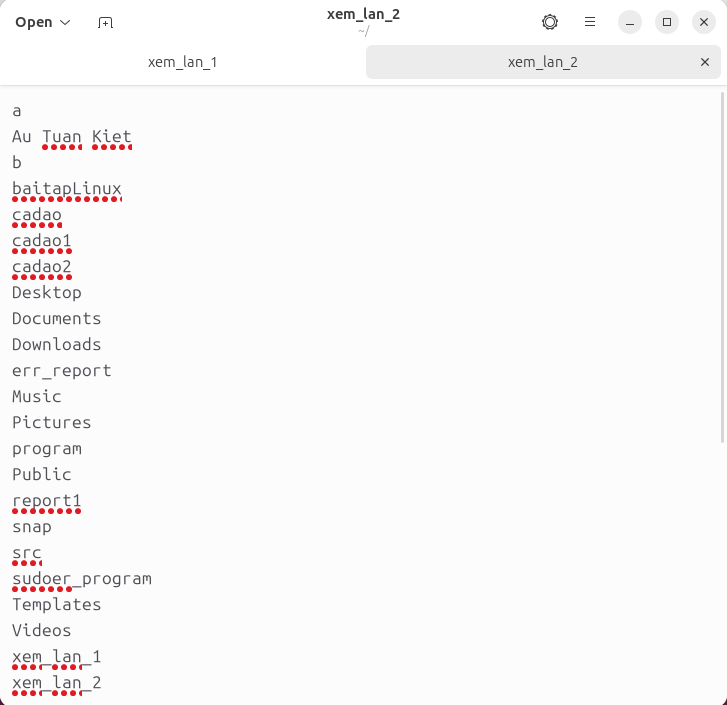 Open
xem_lan_2
~/
xem_lan_1
xem_lan_2
a
Au Tuan Kiet
b
baitapLinux
cadao
cadao1
cadao2
Desktop
Documents
Downloads
err_report
Music
Pictures
program
Public
report1
snap
src
sudoer_program
Templates
Videos
xem_lan_1
xem_lan_2